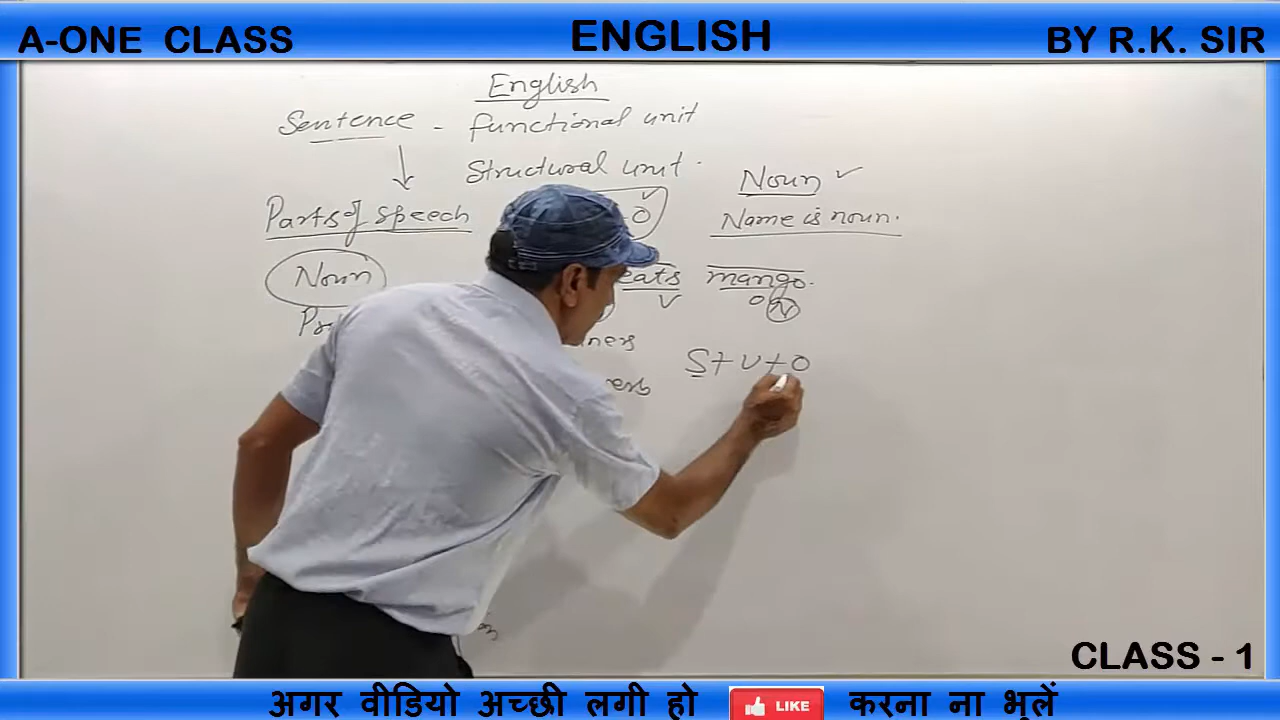 A-ONE CLASS ENGLISH BY R.K. SIR
English
Sentence - functional unit
Structural unit.
Noun ✓
Parts of speech
O
Name is noun.
Noun
eats mango.
V O N
S + V + O
CLASS - 1
अगर वीडियो अच्छी लगी हो LIKE करना ना भूलें